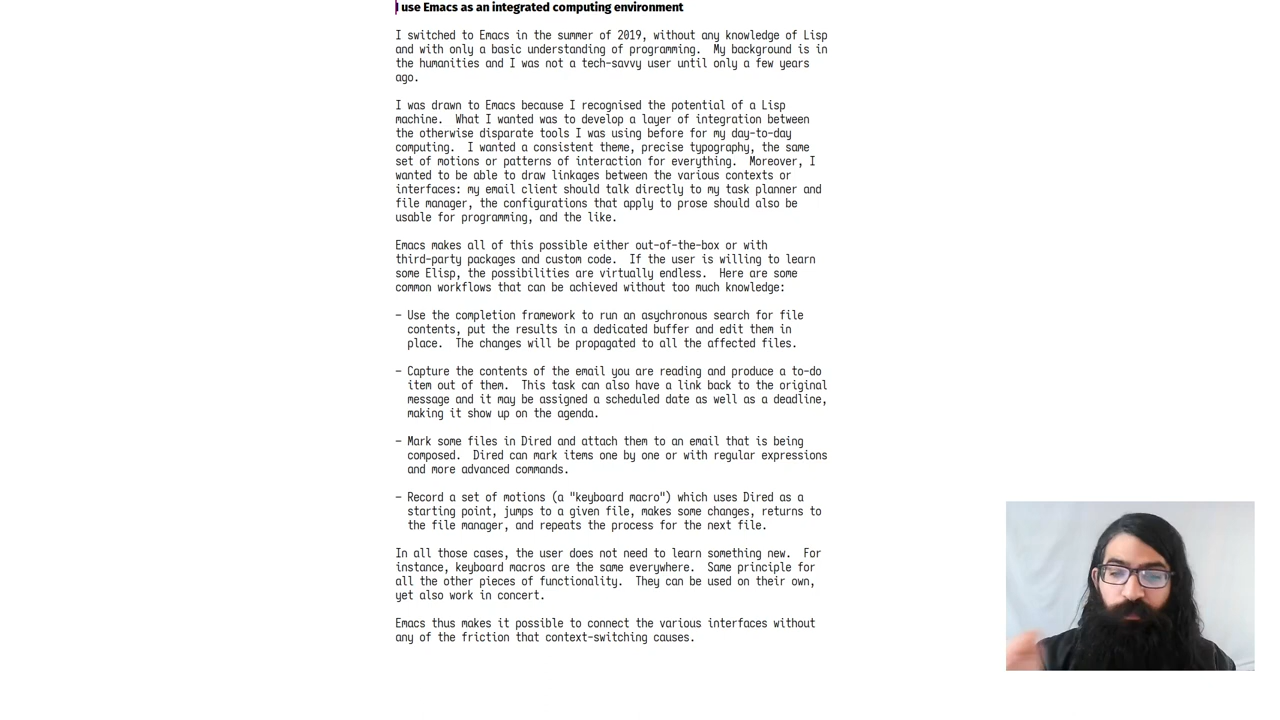 I use Emacs as an integrated computing environment
I switched to Emacs in the summer of 2019, without any knowledge of Lisp
and with only a basic understanding of programming.  My background is in
the humanities and I was not a tech-savvy user until only a few years
ago.
I was drawn to Emacs because I recognised the potential of a Lisp
machine.  What I wanted was to develop a layer of integration between
the otherwise disparate tools I was using before for my day-to-day
computing.  I wanted a consistent theme, precise typography, the same
set of motions or patterns of interaction for everything.  Moreover, I
wanted to be able to draw linkages between the various contexts or
interfaces: my email client should talk directly to my task planner and
file manager, the configurations that apply to prose should also be
usable for programming, and the like.
Emacs makes all of this possible either out-of-the-box or with
third-party packages and custom code.  If the user is willing to learn
some Elisp, the possibilities are virtually endless.  Here are some
common workflows that can be achieved without too much knowledge:
- Use the completion framework to run an asychronous search for file
contents, put the results in a dedicated buffer and edit them in
place.  The changes will be propagated to all the affected files.
- Capture the contents of the email you are reading and produce a to-do
item out of them.  This task can also have a link back to the original
message and it may be assigned a scheduled date as well as a deadline,
making it show up on the agenda.
- Mark some files in Dired and attach them to an email that is being
composed.  Dired can mark items one by one or with regular expressions
and more advanced commands.
- Record a set of motions (a "keyboard macro") which uses Dired as a
starting point, jumps to a given file, makes some changes, returns to
the file manager, and repeats the process for the next file.
In all those cases, the user does not need to learn something new.  For
instance, keyboard macros are the same everywhere.  Same principle for
all the other pieces of functionality.  They can be used on their own,
yet also work in concert.
Emacs thus makes it possible to connect the various interfaces without
any of the friction that context-switching causes.